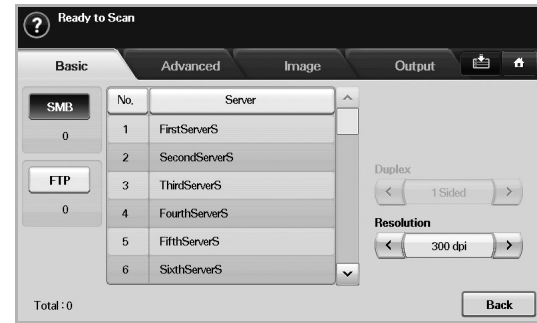 Ready to Scan
Basic
Advanced
Image
Output
SMB
0
FTP
0
No. Server
1 FirstServerS
2 SecondServerS
3 ThirdServerS
4 FourthServerS
5 FifthServerS
6 SixthServerS
Duplex
1 Sided
Resolution
300 dpi
Total : 0
Back